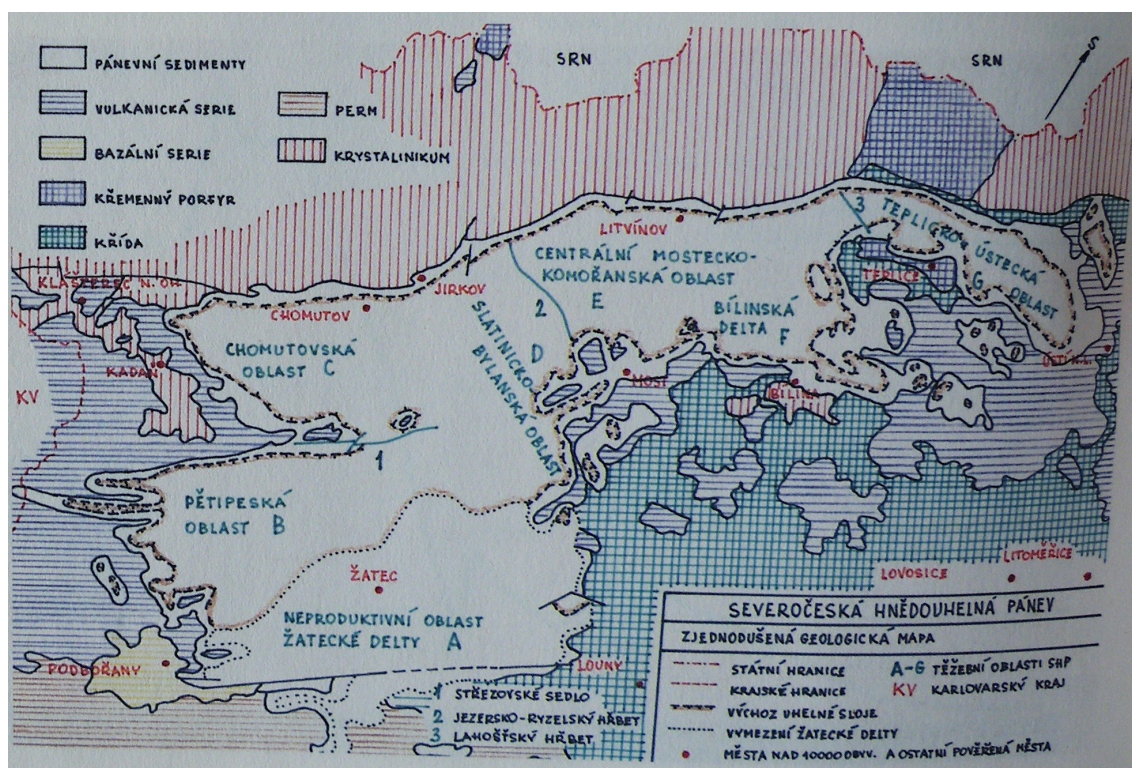 PÁNEVNÍ SEDIMENTY
VULKANICKÁ SERIE
BAZÁLNÍ SERIE
KŘEMENNÝ PORFYR
KŘÍDA
PERM
KRYSTALINIKUM
SRN
SRN
S
LITVÍNOV
3
TEPLICKO-ÚSTECKÁ
OBLAST
G
TEPLICE
CENTRÁLNÍ MOSTECKO-
KOMOŘANSKÁ OBLAST
E
KLÁŠTEREC N. OH
JIRKOV
CHOMUTOV
2
BÍLINSKÁ
DELTA F
CHOMUTOVSKÁ
OBLAST C
D
SLATINICKO-
BYLANSKÁ OBLAST
ÚSTÍ N.L.
KADAŇ
MOST
BÍLINA
KV
1
PĚTIPESKÁ
OBLAST B
ŽATEC
LITOMĚŘICE
LOVOSICE
NEPRODUKTIVNÍ OBLAST
ŽATECKÉ DELTY A
PODBOŘANY
LOUNY
1 STŘEZOVSKÉ SEDLO
2 JEZERSKO-RYZELSKÝ HŘBET
3 LAHOŠŤSKÝ HŘBET
SEVEROČESKÁ HNĚDOUHELNÁ PÁNEV
ZJEDNODUŠENÁ GEOLOGICKÁ MAPA
STÁTNÍ HRANICE
A-G TĚŽEBNÍ OBLASTI SHP
KRAJSKÉ HRANICE
KV KARLOVARSKÝ KRAJ
VÝCHOZ UHELNÉ SLOJE
VYMEZENÍ ŽATECKÉ DELTY
MĚSTA NAD 10000 OBYV. A OSTATNÍ POVĚŘENÁ MĚSTA